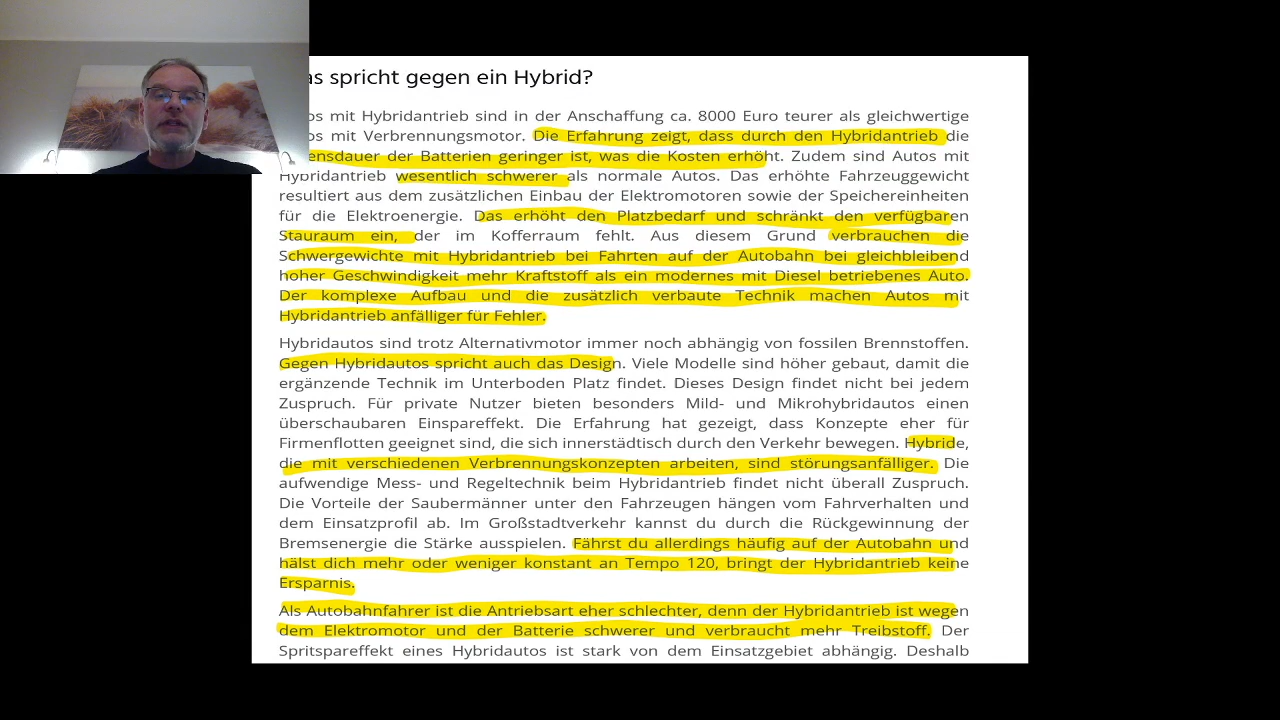 as spricht gegen ein Hybrid?
os mit Hybridantrieb sind in der Anschaffung ca. 8000 Euro teurer als gleichwertige
os mit Verbrennungsmotor. Die Erfahrung zeigt, dass durch den Hybridantrieb die
ensdauer der Batterien geringer ist, was die Kosten erhöht. Zudem sind Autos mit
Hybridantrieb wesentlich schwerer als normale Autos. Das erhöhte Fahrzeuggewicht
resultiert aus dem zusätzlichen Einbau der Elektromotoren sowie der Speichereinheiten
für die Elektroenergie. Das erhöht den Platzbedarf und schränkt den verfügbaren
Stauraum ein, der im Kofferraum fehlt. Aus diesem Grund verbrauchen die
Schwergewichte mit Hybridantrieb bei Fahrten auf der Autobahn bei gleichbleibend
hoher Geschwindigkeit mehr Kraftstoff als ein modernes mit Diesel betriebenes Auto.
Der komplexe Aufbau und die zusätzlich verbaute Technik machen Autos mit
Hybridantrieb anfälliger für Fehler.
Hybridautos sind trotz Alternativmotor immer noch abhängig von fossilen Brennstoffen.
Gegen Hybridautos spricht auch das Design. Viele Modelle sind höher gebaut, damit die
ergänzende Technik im Unterboden Platz findet. Dieses Design findet nicht bei jedem
Zuspruch. Für private Nutzer bieten besonders Mild- und Mikrohybridautos einen
überschaubaren Einspareffekt. Die Erfahrung hat gezeigt, dass Konzepte eher für
Firmenflotten geeignet sind, die sich innerstädtisch durch den Verkehr bewegen. Hybride,
die mit verschiedenen Verbrennungskonzepten arbeiten, sind störungsanfälliger. Die
aufwendige Mess- und Regeltechnik beim Hybridantrieb findet nicht überall Zuspruch.
Die Vorteile der Saubermänner unter den Fahrzeugen hängen vom Fahrverhalten und
dem Einsatzprofil ab. Im Großstadtverkehr kannst du durch die Rückgewinnung der
Bremsenergie die Stärke ausspielen. Fährst du allerdings häufig auf der Autobahn und
hälst dich mehr oder weniger konstant an Tempo 120, bringt der Hybridantrieb keine
Ersparnis.
Als Autobahnfahrer ist die Antriebsart eher schlechter, denn der Hybridantrieb ist wegen
dem Elektromotor und der Batterie schwerer und verbraucht mehr Treibstoff. Der
Spritspareffekt eines Hybridautos ist stark von dem Einsatzgebiet abhängig. Deshalb